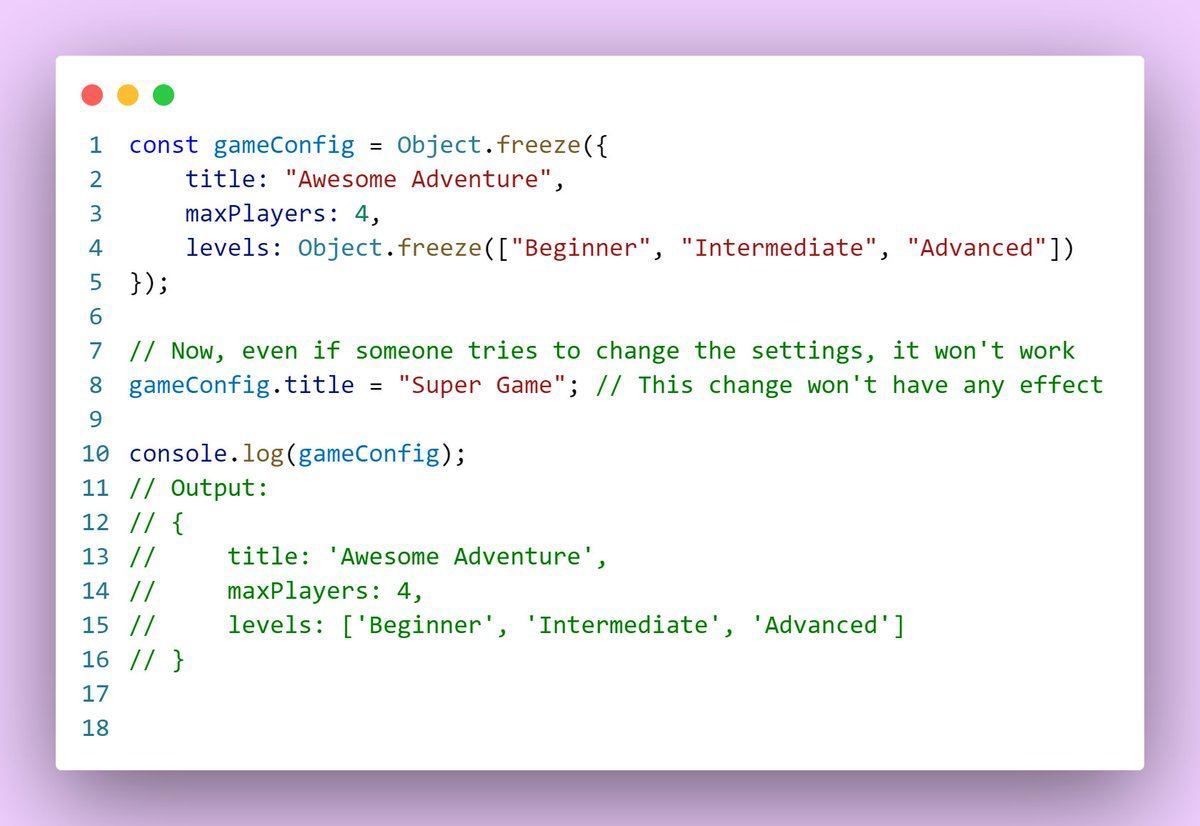 1 const gameConfig = Object.freeze({
2     title: "Awesome Adventure",
3     maxPlayers: 4,
4     levels: Object.freeze(["Beginner", "Intermediate", "Advanced"])
5 });
6
7 // Now, even if someone tries to change the settings, it won't work
8 gameConfig.title = "Super Game"; // This change won't have any effect
9
10 console.log(gameConfig);
11 // Output:
12 // {
13 //     title: 'Awesome Adventure',
14 //     maxPlayers: 4,
15 //     levels: ['Beginner', 'Intermediate', 'Advanced']
16 // }
17
18